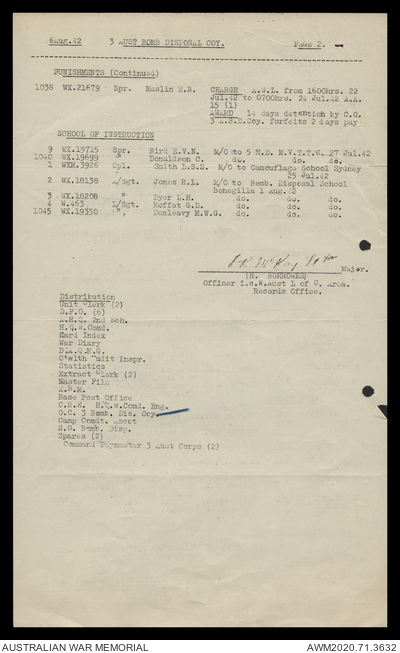 6 Aug.42 3 AUST BOMB DISPOSAL COY. Page 2.
PUNISHMENTS (Continued)
1038 WX.21679 Spr. Maslin H.B. CHARGE A.W.L. from 1600hrs. 22
Jul.42 to 0700hrs. 24 Jul.42 A.A.
15 (1)
AWARD 14 days detention by C.O.
3 A.B.D.Coy. forfeits 2 days pay
SCHOOL OF INSTRUCTION
9 WX.19715 Spr. Bird E.V.N. M/O to 5 M.D. M.V.T.T.S. 27 Jul.42
1040 WX.19699 " Donaldson C. do. do. do.
1 WXM.3926 Cpl. Smith L.S.S. M/O to Camouflage School Sydney
25 Jul.42
2 WX.18138 A/Sgt. Jones R.L. M/O to Bomb. Disposal School
Bonegilla 1 Aug.42
3 WX.18208 " Dyer L.H. do. do. do.
4 W.463 L/Sgt. Moffat G.D. do. do. do.
1045 WX.19350 " Dunleavy M.W.G. do. do. do.
Major.
(H. BURROWES)
Officer i.c.W.Aust L of C. Area.
Records Office.
Distribution
Unit Clerk (2)
D.F.O. (6)
A.H.Q. 2nd Ech.
H.Q.W.Comd.
Card Index
War Diary
D.A.Q.M.G.
C'wlth Audit Inspr.
Statistics
Extract Clerk (2)
Master File
Base Post Office
C.R.E. H.Q.W.Comd. Eng.
O.C. 3 Bomb. Dis. Coy.
Camp Comdt.
S.O. Bomb. Disp.
Spares (2)
Command Paymaster 3 Aust Corps (2)
AUSTRALIAN WAR MEMORIAL AWM2020.71.3632